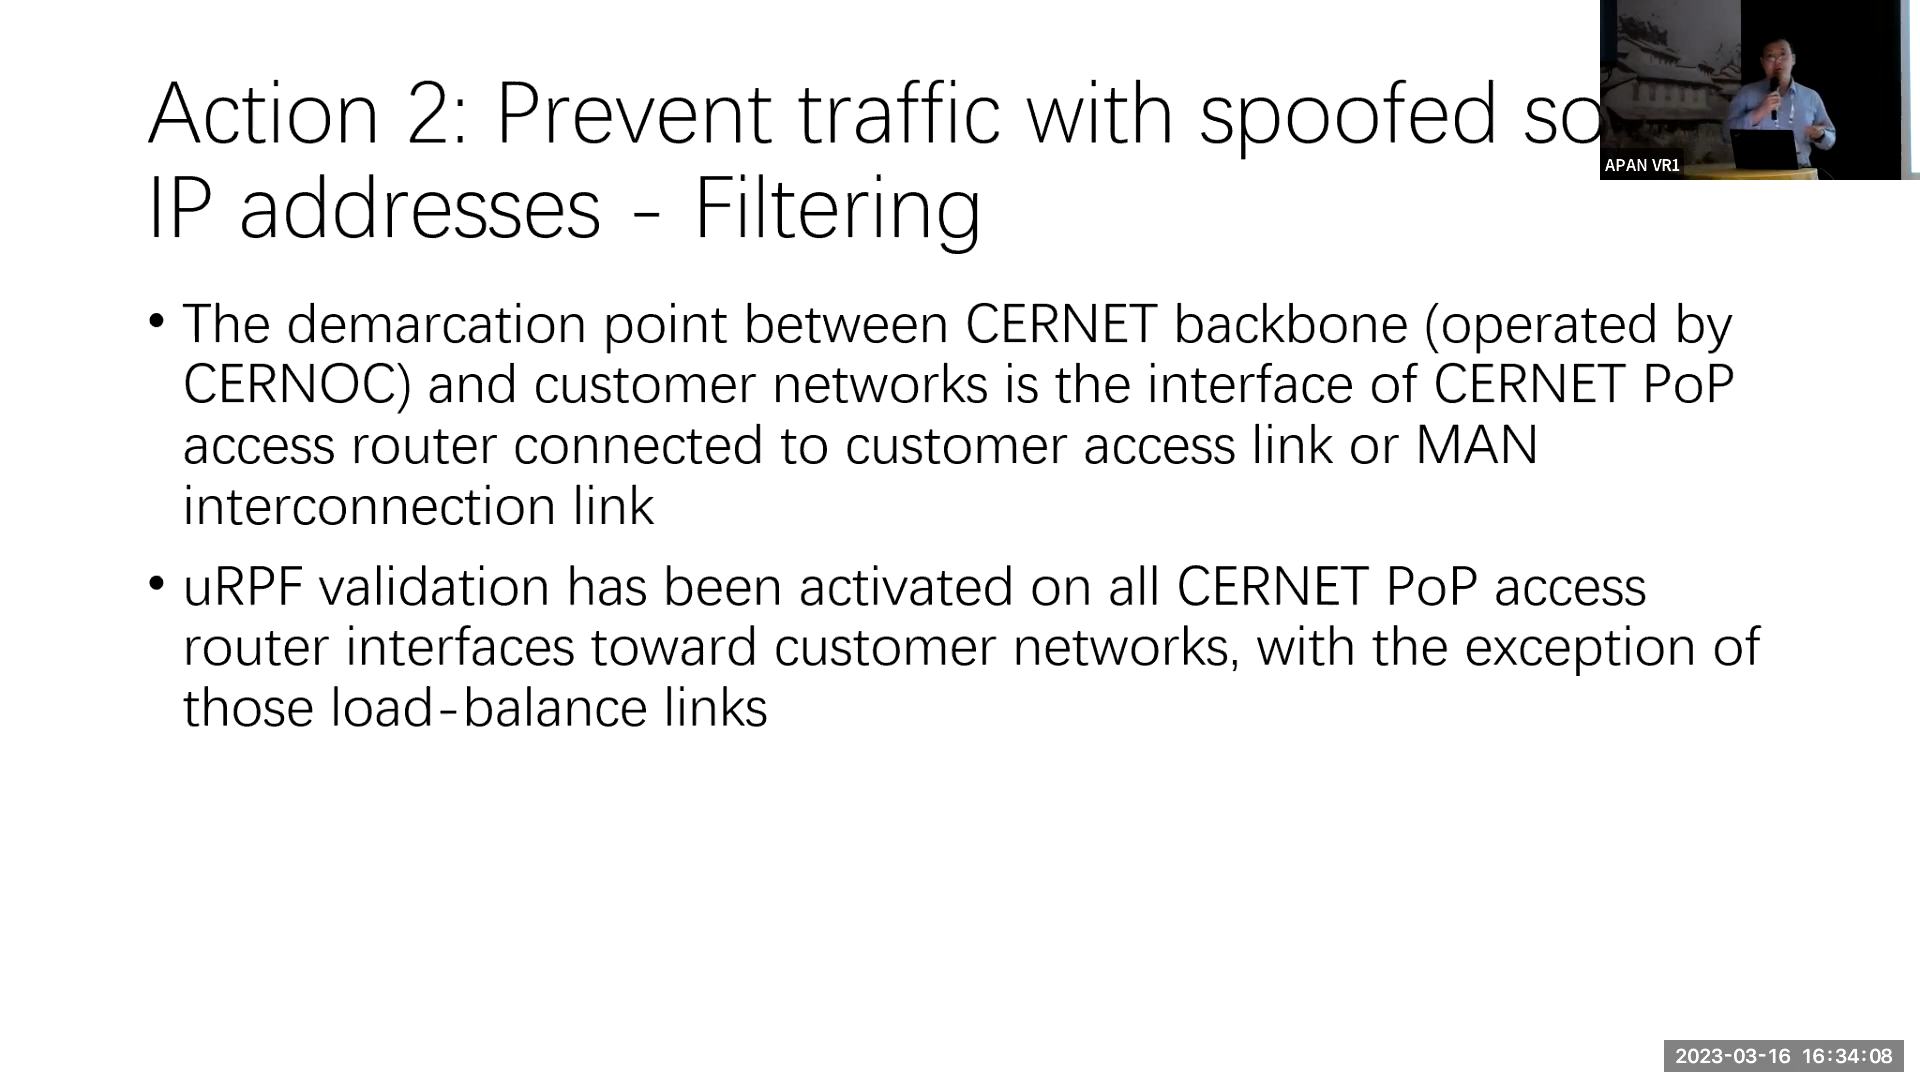 Action 2: Prevent traffic with spoofed
IP addresses - Filtering
• The demarcation point between CERNET backbone (operated by
CERNOC) and customer networks is the interface of CERNET PoP
access router connected to customer access link or MAN
interconnection link
• uRPF validation has been activated on all CERNET PoP access
router interfaces toward customer networks, with the exception of
those load-balance links
APAN VR1
2023-03-16 16:34:08